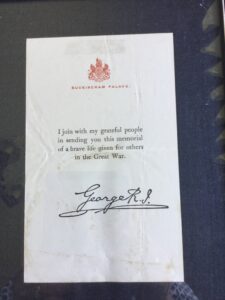 BUCKINGHAM PALACE.
I join with my grateful people
in sending you this memorial
of a brave life given for others
in the Great War.
George R.I.